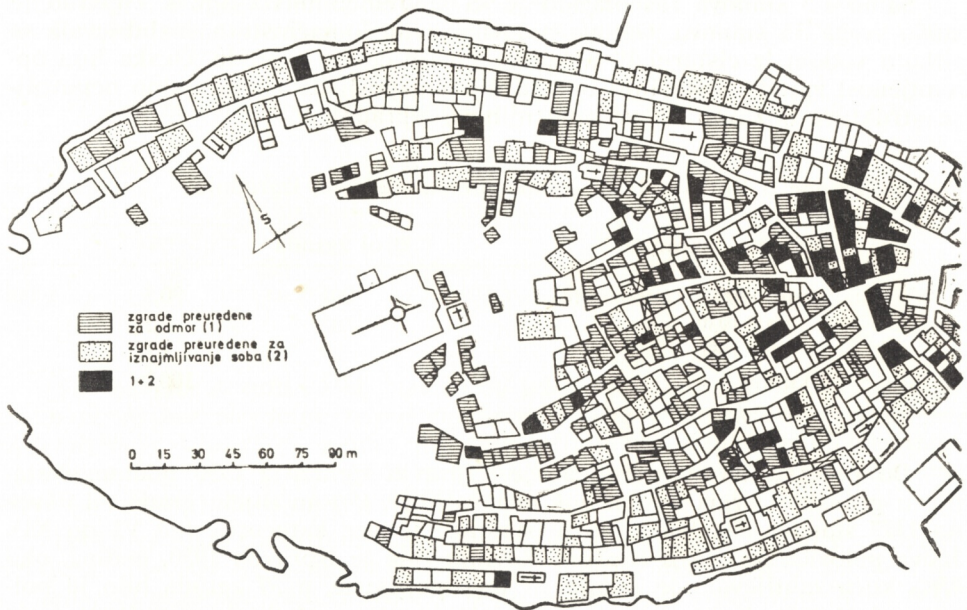 S
zgrade preuređene
za odmor (1)
zgrade preuređene za
iznajmljivanje soba (2)
1+2
0 15 30 45 60 75 90 m